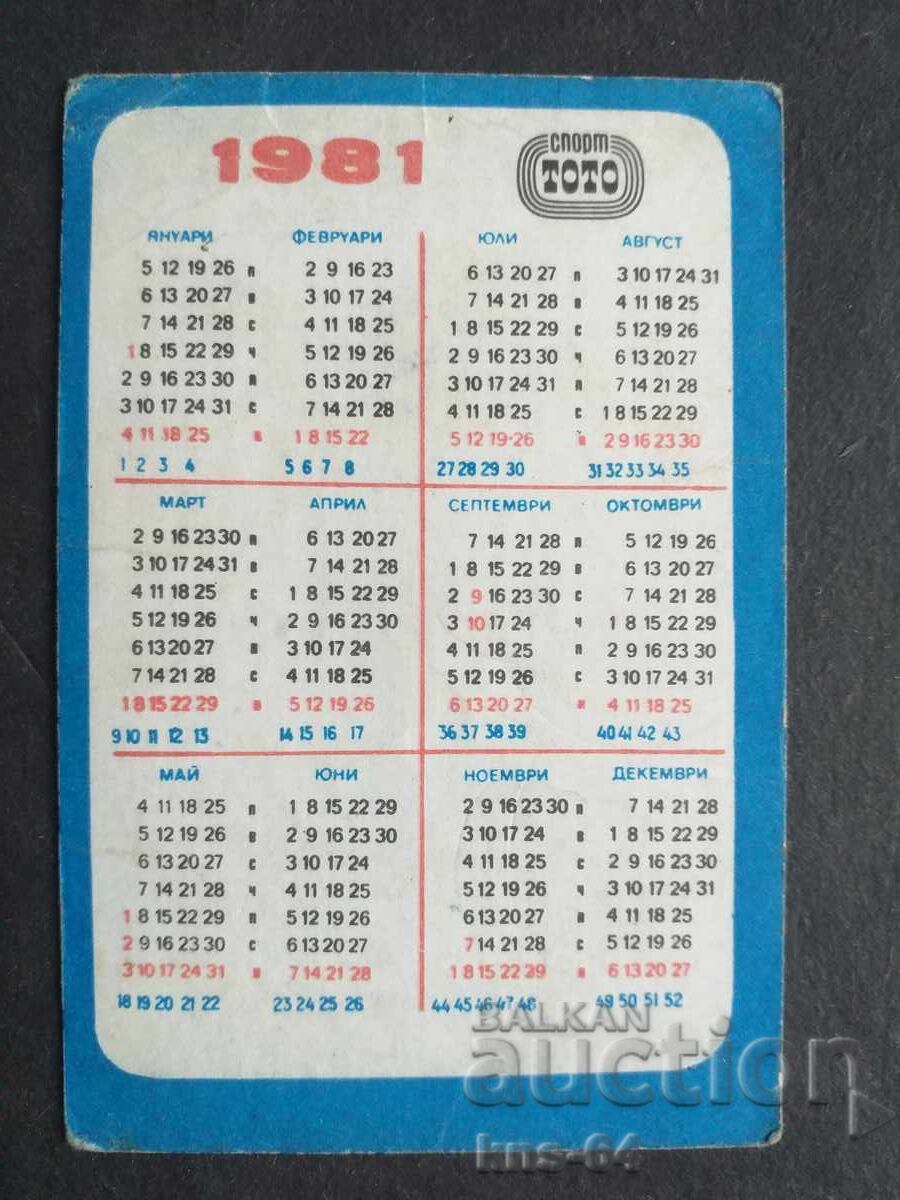 1981
спорт
ТОТО
ЯНУАРИ ФЕВРУАРИ
5 12 19 26 п 2 9 16 23
6 13 20 27 в 3 10 17 24
7 14 21 28 с 4 11 18 25
1 8 15 22 29 ч 5 12 19 26
2 9 16 23 30 п 6 13 20 27
3 10 17 24 31 с 7 14 21 28
4 11 18 25 н 1 8 15 22
1 2 3 4 5 6 7 8
ЮЛИ АВГУСТ
6 13 20 27 п 3 10 17 24 31
7 14 21 28 в 4 11 18 25
1 8 15 22 29 с 5 12 19 26
2 9 16 23 30 ч 6 13 20 27
3 10 17 24 31 п 7 14 21 28
4 11 18 25 с 1 8 15 22 29
5 12 19 26 н 2 9 16 23 30
27 28 29 30 31 32 33 34 35
МАРТ АПРИЛ
2 9 16 23 30 п 6 13 20 27
3 10 17 24 31 в 7 14 21 28
4 11 18 25 с 1 8 15 22 29
5 12 19 26 ч 2 9 16 23 30
6 13 20 27 п 3 10 17 24
7 14 21 28 с 4 11 18 25
1 8 15 22 29 н 5 12 19 26
9 10 11 12 13 14 15 16 17
СЕПТЕМВРИ ОКТОМВРИ
7 14 21 28 п 5 12 19 26
1 8 15 22 29 в 6 13 20 27
2 9 16 23 30 с 7 14 21 28
3 10 17 24 ч 1 8 15 22 29
4 11 18 25 п 2 9 16 23 30
5 12 19 26 с 3 10 17 24 31
6 13 20 27 н 4 11 18 25
36 37 38 39 40 41 42 43
МАЙ ЮНИ
4 11 18 25 п 1 8 15 22 29
5 12 19 26 в 2 9 16 23 30
6 13 20 27 с 3 10 17 24
7 14 21 28 ч 4 11 18 25
1 8 15 22 29 п 5 12 19 26
2 9 16 23 30 с 6 13 20 27
3 10 17 24 31 н 7 14 21 28
18 19 20 21 22 23 24 25 26
НОЕМВРИ ДЕКЕМВРИ
2 9 16 23 30 п 7 14 21 28
3 10 17 24 в 1 8 15 22 29
4 11 18 25 с 2 9 16 23 30
5 12 19 26 ч 3 10 17 24 31
6 13 20 27 п 4 11 18 25
7 14 21 28 с 5 12 19 26
1 8 15 22 29 н 6 13 20 27
44 45 46 47 48 49 50 51 52
BALKAN
auction
kns-64